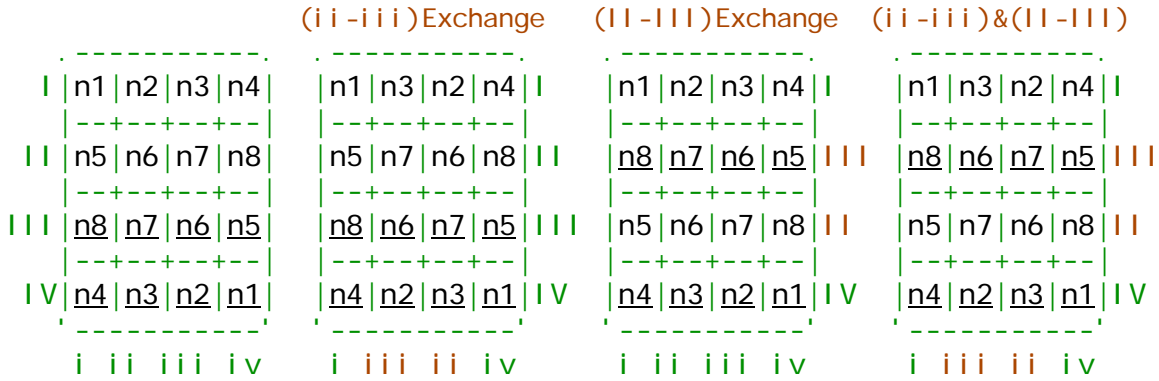 (ii-iii)Exchange (II-III)Exchange (ii-iii)&(II-III)
.-----------. .-----------. .-----------. .-----------.
I |n1|n2|n3|n4| |n1|n3|n2|n4|I |n1|n2|n3|n4|I |n1|n3|n2|n4|I
|--+--+--+--| |--+--+--+--| |--+--+--+--| |--+--+--+--|
II |n5|n6|n7|n8| |n5|n7|n6|n8|II |n8|n7|n6|n5|III |n8|n6|n7|n5|III
|--+--+--+--| |--+--+--+--| |--+--+--+--| |--+--+--+--|
III |n8|n7|n6|n5| |n8|n6|n7|n5|III |n5|n6|n7|n8|II |n5|n7|n6|n8|II
|--+--+--+--| |--+--+--+--| |--+--+--+--| |--+--+--+--|
IV|n4|n3|n2|n1| |n4|n2|n3|n1|IV |n4|n3|n2|n1|IV |n4|n2|n3|n1|IV
'-----------' '-----------' '-----------' '-----------'
i ii iii iv i iii ii iv i ii iii iv i iii ii iv